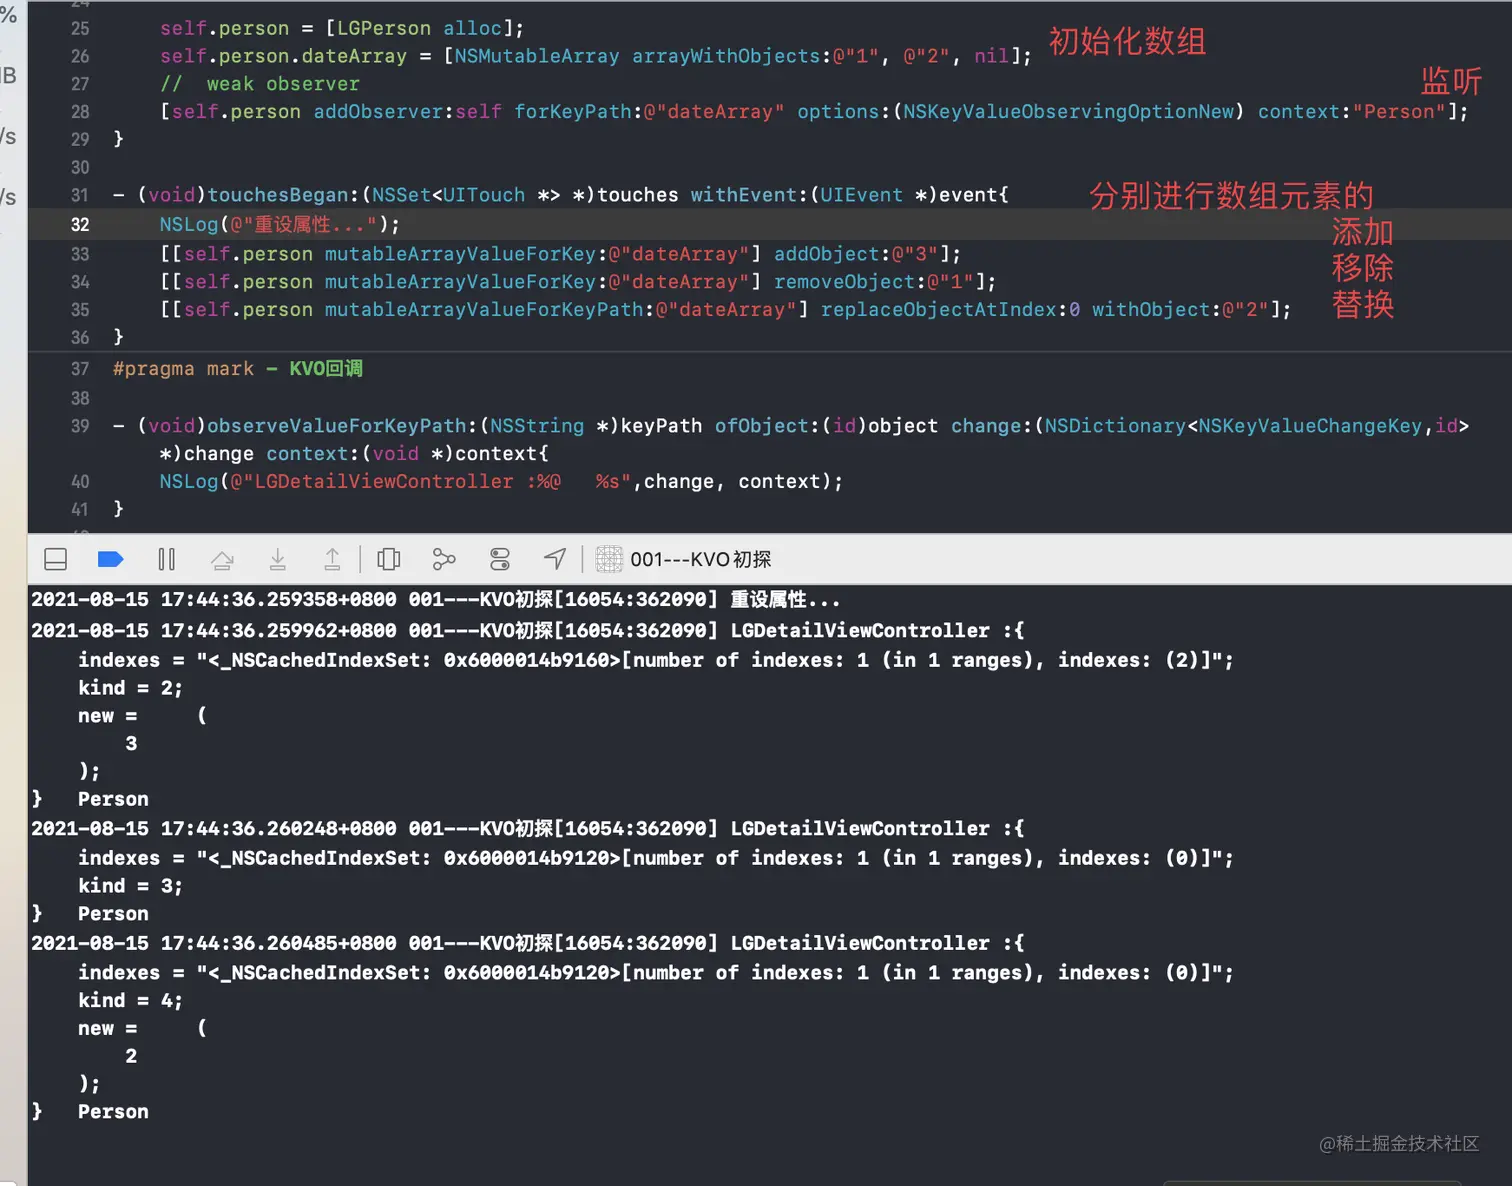 %
25 self.person = [LGPerson alloc];
初始化数组
26 self.person.dateArray = [NSMutableArray arrayWithObjects:@"1", @"2", nil];
27 // weak observer
监听
28 [self.person addObserver:self forKeyPath:@"dateArray" options:(NSKeyValueObservingOptionNew) context:"Person"];
29 }
30
31 - (void)touchesBegan:(NSSet<UITouch *> *)touches withEvent:(UIEvent *)event{
分别进行数组元素的
32 NSLog(@"重设属性...");
添加
33 [[self.person mutableArrayValueForKey:@"dateArray"] addObject:@"3"];
移除
34 [[self.person mutableArrayValueForKey:@"dateArray"] removeObject:@"1"];
替换
35 [[self.person mutableArrayValueForKeyPath:@"dateArray"] replaceObjectAtIndex:0 withObject:@"2"];
36 }
37 #pragma mark - KVO回调
38
39 - (void)observeValueForKeyPath:(NSString *)keyPath ofObject:(id)object change:(NSDictionary<NSKeyValueChangeKey,id>
*)change context:(void *)context{
40 NSLog(@"LGDetailViewController :%@   %s",change, context);
41 }
/s
/s
001---KVO初探
2021-08-15 17:44:36.259358+0800 001---KVO初探[16054:362090] 重设属性...
2021-08-15 17:44:36.259962+0800 001---KVO初探[16054:362090] LGDetailViewController :{
indexes = "<_NSCachedIndexSet: 0x6000014b9160>[number of indexes: 1 (in 1 ranges), indexes: (2)]";
kind = 2;
new =     (
3
);
}   Person
2021-08-15 17:44:36.260248+0800 001---KVO初探[16054:362090] LGDetailViewController :{
indexes = "<_NSCachedIndexSet: 0x6000014b9120>[number of indexes: 1 (in 1 ranges), indexes: (0)]";
kind = 3;
}   Person
2021-08-15 17:44:36.260485+0800 001---KVO初探[16054:362090] LGDetailViewController :{
indexes = "<_NSCachedIndexSet: 0x6000014b9120>[number of indexes: 1 (in 1 ranges), indexes: (0)]";
kind = 4;
new =     (
2
);
}   Person
@稀土掘金技术社区